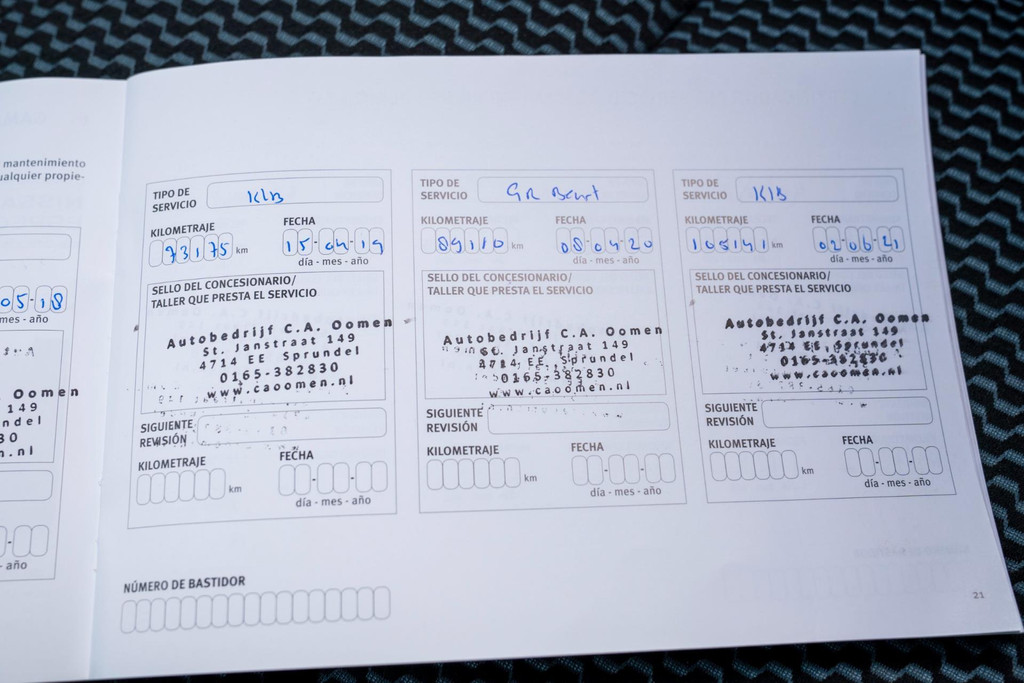 mantenimiento
ualquier propie-
05-18
mes - año
Oomen
149
ndel
30
n.nl
- año
TIPO DE
SERVICIO
KlB
KILOMETRAJE
FECHA
73175 km
15-04-19
día - mes - año
SELLO DEL CONCESIONARIO/
TALLER QUE PRESTA EL SERVICIO
Autobedrijf C.A. Oomen
St. Janstraat 149
4714 EE Sprundel
0165-382830
www.caoomen.nl
SIGUIENTE
REVISIÓN
KILOMETRAJE
FECHA
km
día - mes - año
TIPO DE
SERVICIO
GR Beurt
KILOMETRAJE
FECHA
89110 km
08-04-20
día - mes - año
SELLO DEL CONCESIONARIO/
TALLER QUE PRESTA EL SERVICIO
Autobedrijf C.A. Oomen
St. Janstraat 149
4714 EE Sprundel
0165-382830
www.caoomen.nl
SIGUIENTE
REVISIÓN
KILOMETRAJE
FECHA
km
día - mes - año
TIPO DE
SERVICIO
KlB
KILOMETRAJE
FECHA
105141 km
02-06-21
día - mes - año
SELLO DEL CONCESIONARIO/
TALLER QUE PRESTA EL SERVICIO
Autobedrijf C.A. Oomen
St. Janstraat 149
4714 EE Sprundel
0165-382830
www.caoomen.nl
SIGUIENTE
REVISIÓN
KILOMETRAJE
FECHA
km
día - mes - año
NÚMERO DE BASTIDOR
21